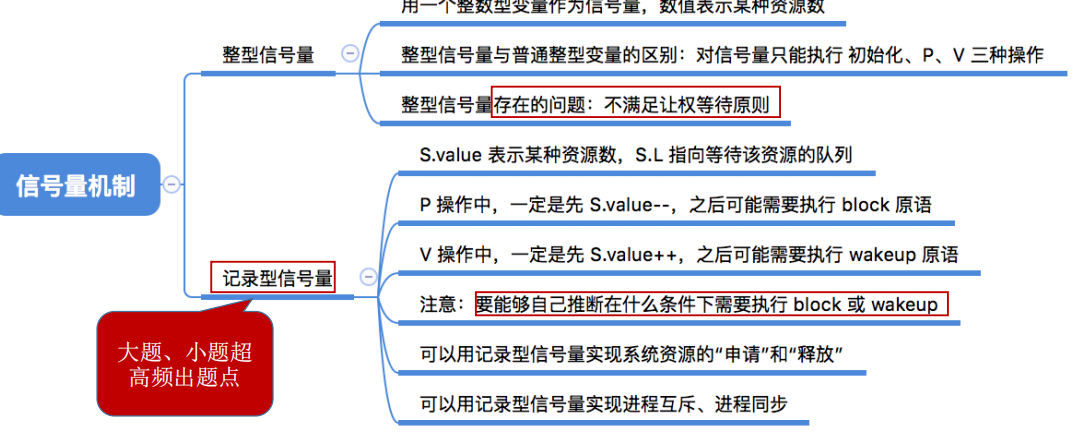 用一个整数型变量作为信号量，数值表示某种资源数
整型信号量
整型信号量与普通整型变量的区别：对信号量只能执行 初始化、P、V 三种操作
整型信号量存在的问题：不满足让权等待原则
信号量机制
S.value 表示某种资源数，S.L 指向等待该资源的队列
P 操作中，一定是先 S.value--，之后可能需要执行 block 原语
V 操作中，一定是先 S.value++，之后可能需要执行 wakeup 原语
记录型信号量
注意：要能够自己推断在什么条件下需要执行 block 或 wakeup
可以用记录型信号量实现系统资源的“申请”和“释放”
可以用记录型信号量实现进程互斥、进程同步
大题、小题超
高频出题点